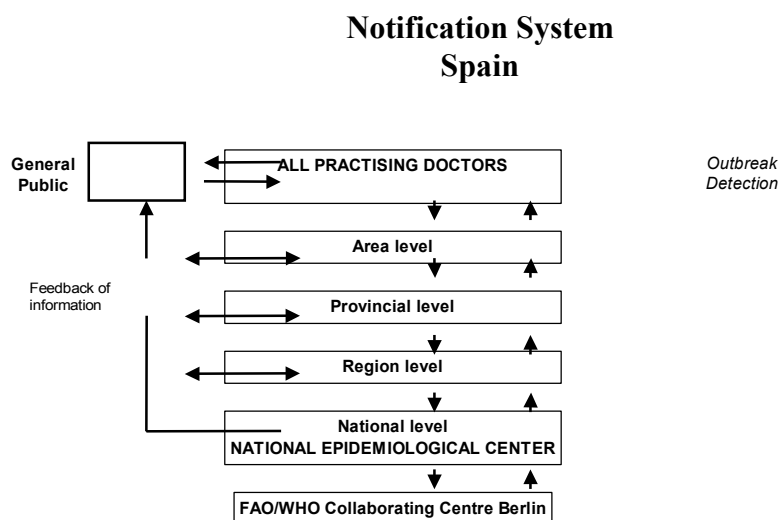 Notification System
Spain
General
Public
ALL PRACTISING DOCTORS
Outbreak
Detection
Area level
Feedback of
information
Provincial level
Region level
National level
NATIONAL EPIDEMIOLOGICAL CENTER
FAO/WHO Collaborating Centre Berlin